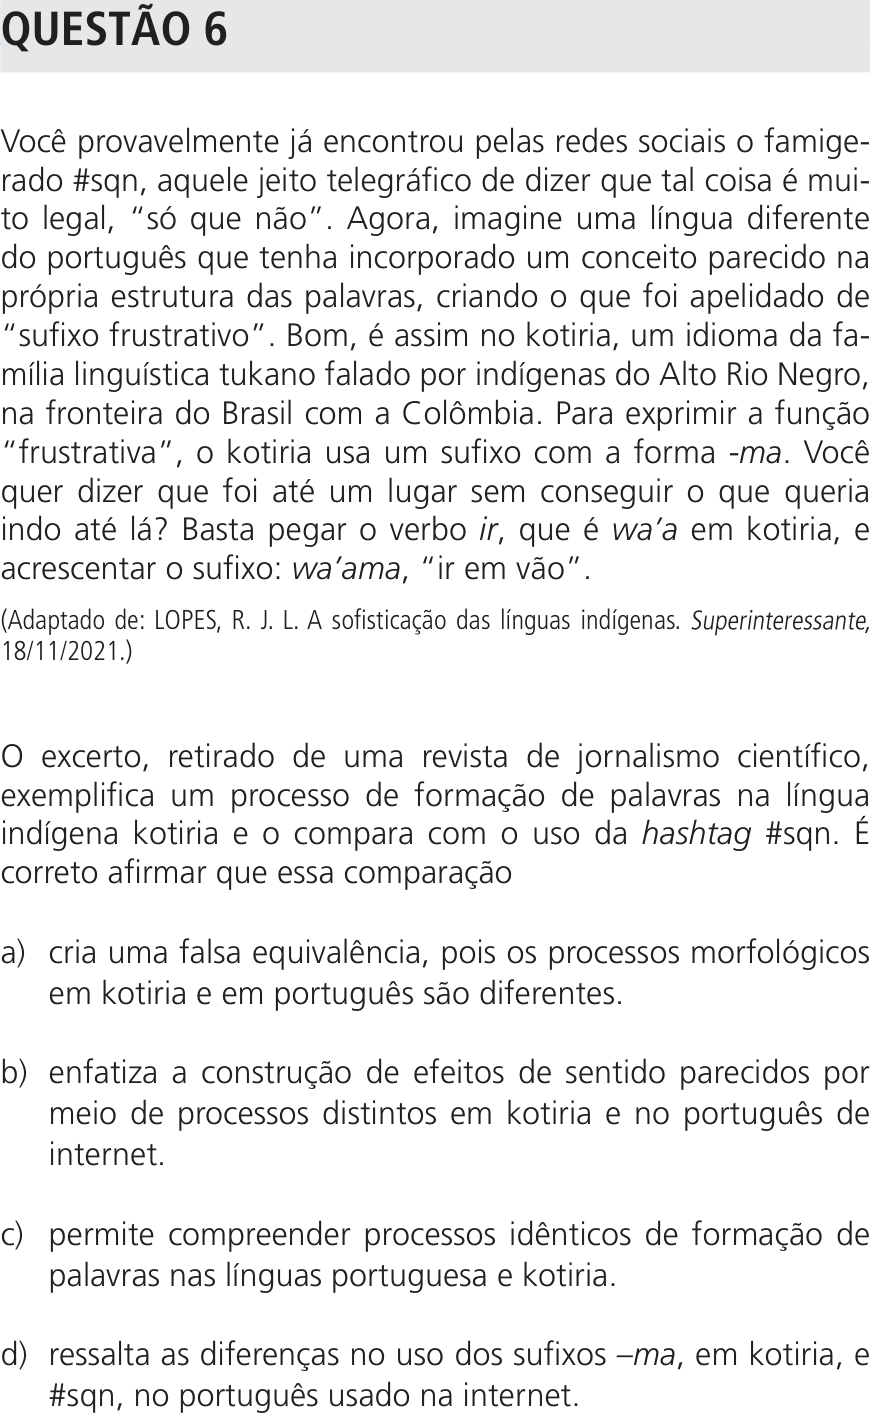 QUESTÃO 6
Você provavelmente já encontrou pelas redes sociais o famige-
rado #sqn, aquele jeito telegráfico de dizer que tal coisa é mui-
to legal, “só que não”. Agora, imagine uma língua diferente
do português que tenha incorporado um conceito parecido na
própria estrutura das palavras, criando o que foi apelidado de
“sufixo frustrativo”. Bom, é assim no kotiria, um idioma da fa-
mília linguística tukano falado por indígenas do Alto Rio Negro,
na fronteira do Brasil com a Colômbia. Para exprimir a função
“frustrativa”, o kotiria usa um sufixo com a forma -ma. Você
quer dizer que foi até um lugar sem conseguir o que queria
indo até lá? Basta pegar o verbo ir, que é wa’a em kotiria, e
acrescentar o sufixo: wa’ama, “ir em vão”.
(Adaptado de: LOPES, R. J. L. A sofisticação das línguas indígenas. Superinteressante,
18/11/2021.)
O excerto, retirado de uma revista de jornalismo científico,
exemplifica um processo de formação de palavras na língua
indígena kotiria e o compara com o uso da hashtag #sqn. É
correto afirmar que essa comparação
a) cria uma falsa equivalência, pois os processos morfológicos
em kotiria e em português são diferentes.
b) enfatiza a construção de efeitos de sentido parecidos por
meio de processos distintos em kotiria e no português de
internet.
c) permite compreender processos idênticos de formação de
palavras nas línguas portuguesa e kotiria.
d) ressalta as diferenças no uso dos sufixos –ma, em kotiria, e
#sqn, no português usado na internet.